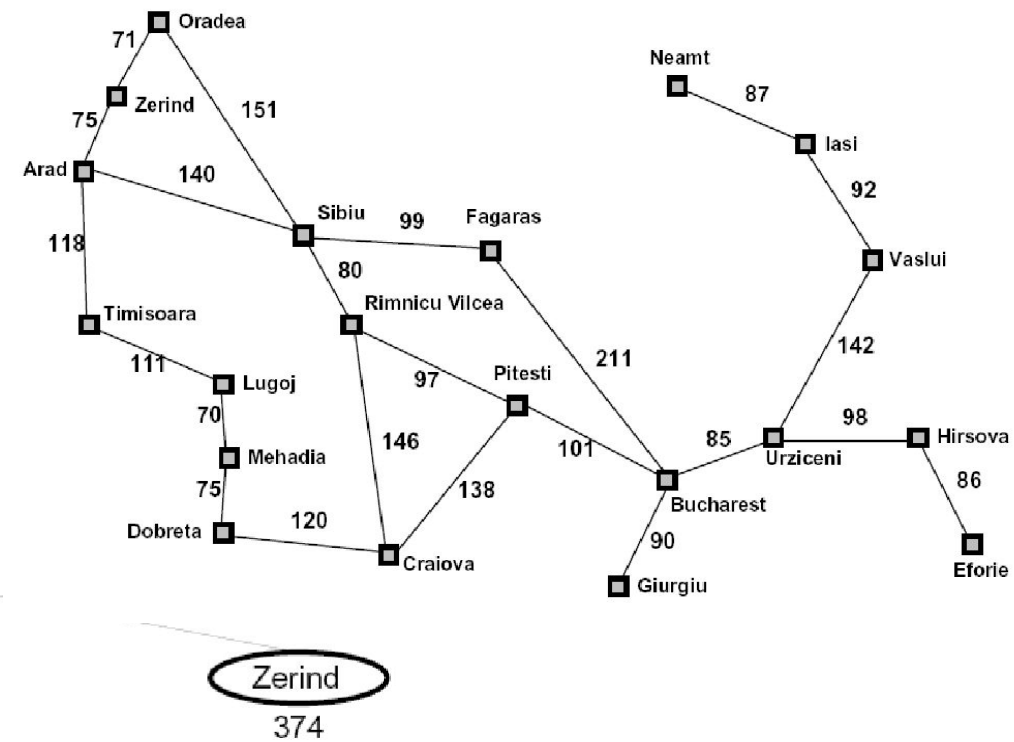 Oradea
71
Neamt
87
Zerind
151
75
Iasi
Arad
140
92
Sibiu
99
Fagaras
118
Vaslui
80
Rimnicu Vilcea
Timisoara
142
211
111
97
Pitesti
Lugoj
70
98
146
85
Hirsova
101
Urziceni
Mehadia
86
75
138
Bucharest
120
Dobreta
90
Craiova
Eforie
Giurgiu
Zerind
374